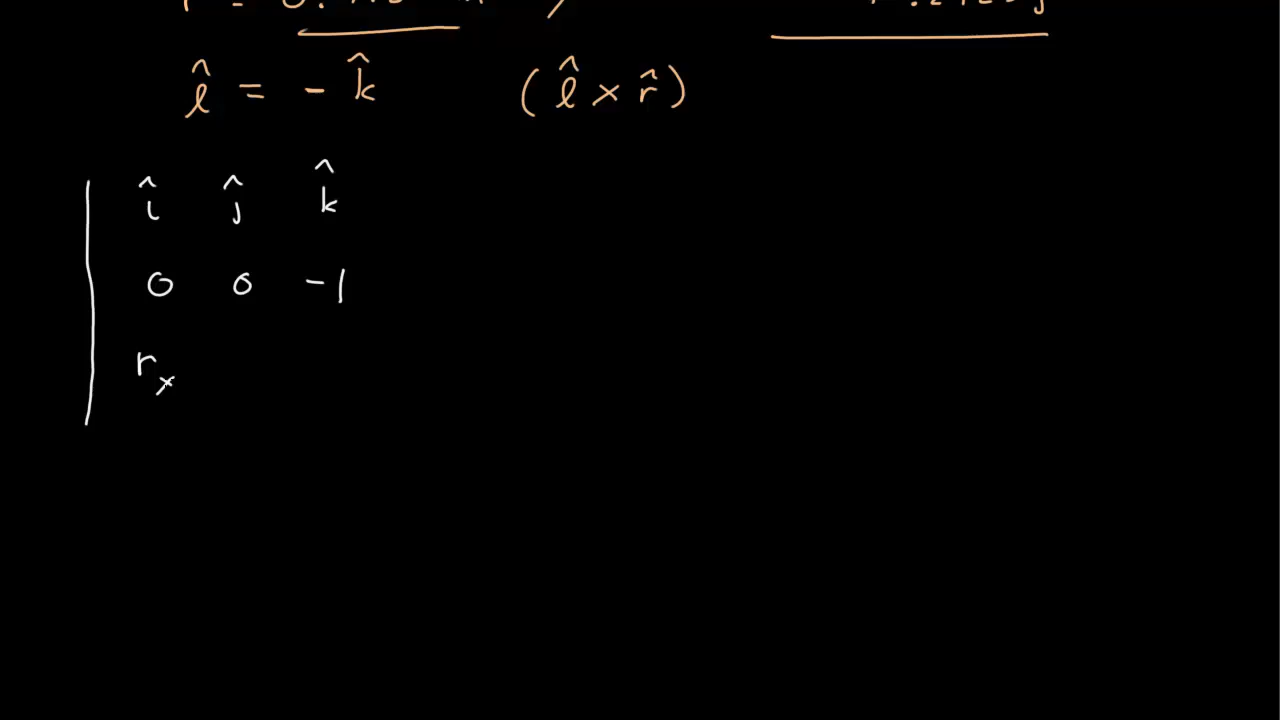 l̂ = - k̂ ( l̂ × r̂ )
î ĵ k̂
0 0 -1
rₓ